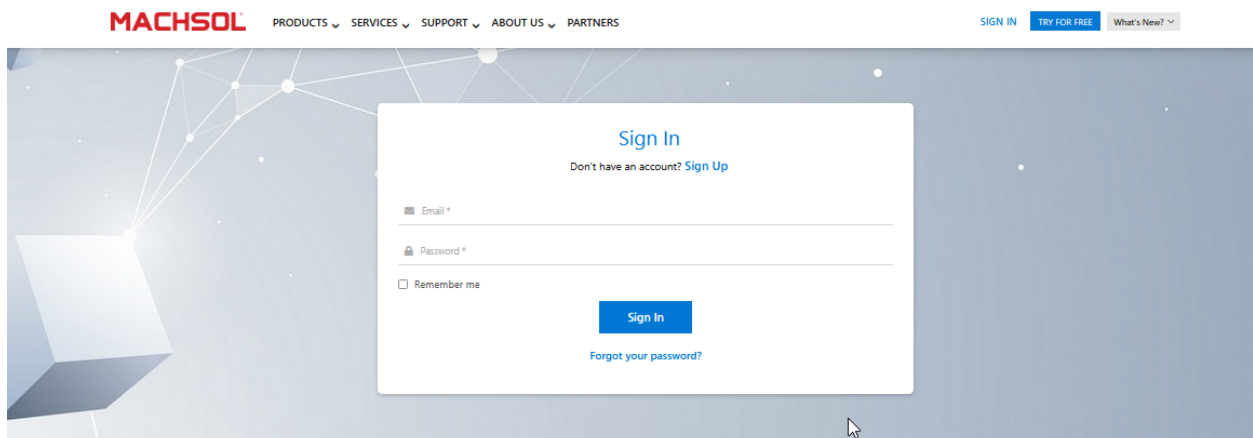 MACHSOL PRODUCTS SERVICES SUPPORT ABOUT US PARTNERS SIGN IN TRY FOR FREE What's New?
Sign In
Don't have an account? Sign Up
Email *
Password *
Remember me
Sign In
Forgot your password?